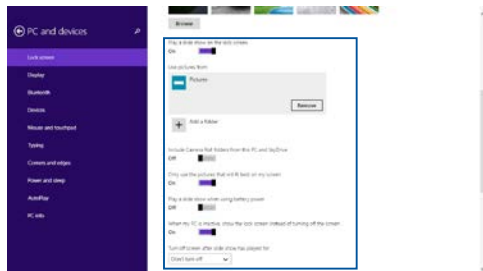 PC and devices
Lock screen
Display
Bluetooth
Devices
Mouse and touchpad
Typing
Corners and edges
Power and sleep
AutoPlay
PC info
Browse
Play a slide show on the lock screen
On
Use pictures from
Pictures
Remove
Add a folder
Include Camera Roll folders from this PC and SkyDrive
Off
Only use the pictures that will fit best on my screen
On
Play a slide show when using battery power
Off
When my PC is inactive, show the lock screen instead of turning off the screen
On
Turn off screen after slide show has played for
Don't turn off